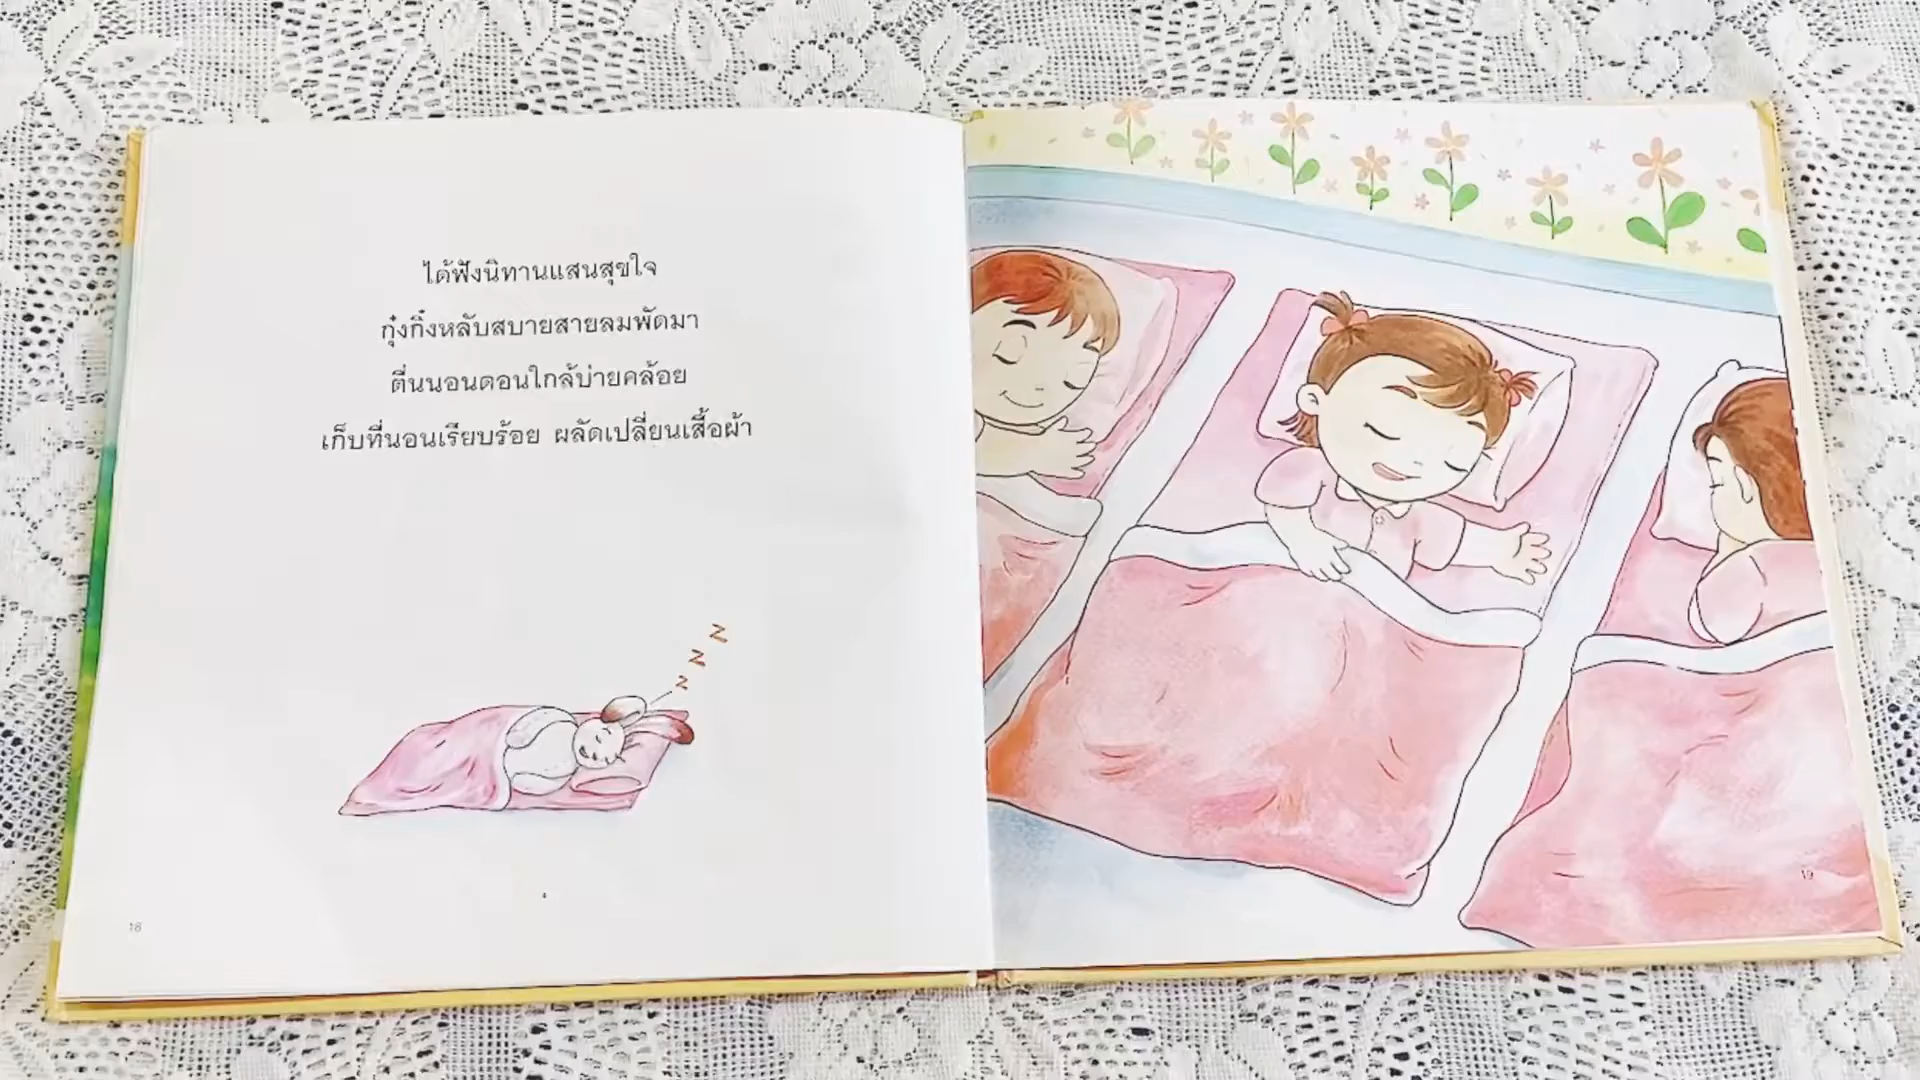 ได้ฟังนิทานแสนสุขใจ
กุ๋งกิ๋งหลับสบายสายลมพัดมา
ตื่นนอนตอนใกล้บ่ายคล้อย
เก็บที่นอนเรียบร้อย ผลัดเปลี่ยนเสื้อผ้า
z z z
18
19